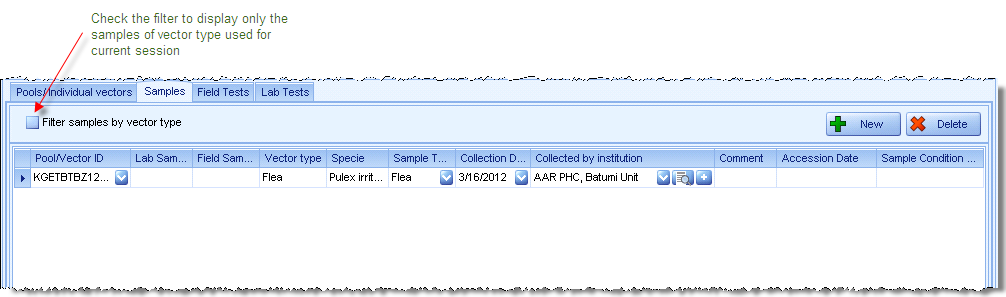 Check the filter to display only the
samples of vector type used for
current session
Pools/Individual vectors Samples Field Tests Lab Tests
Filter samples by vector type New Delete
Pool/Vector ID Lab Sam... Field Sam... Vector type Specie Sample T... Collection D... Collected by institution Comment Accession Date Sample Condition ...
KGETBTBZ12... Flea Pulex irrit... Flea 3/16/2012 AAR PHC, Batumi Unit